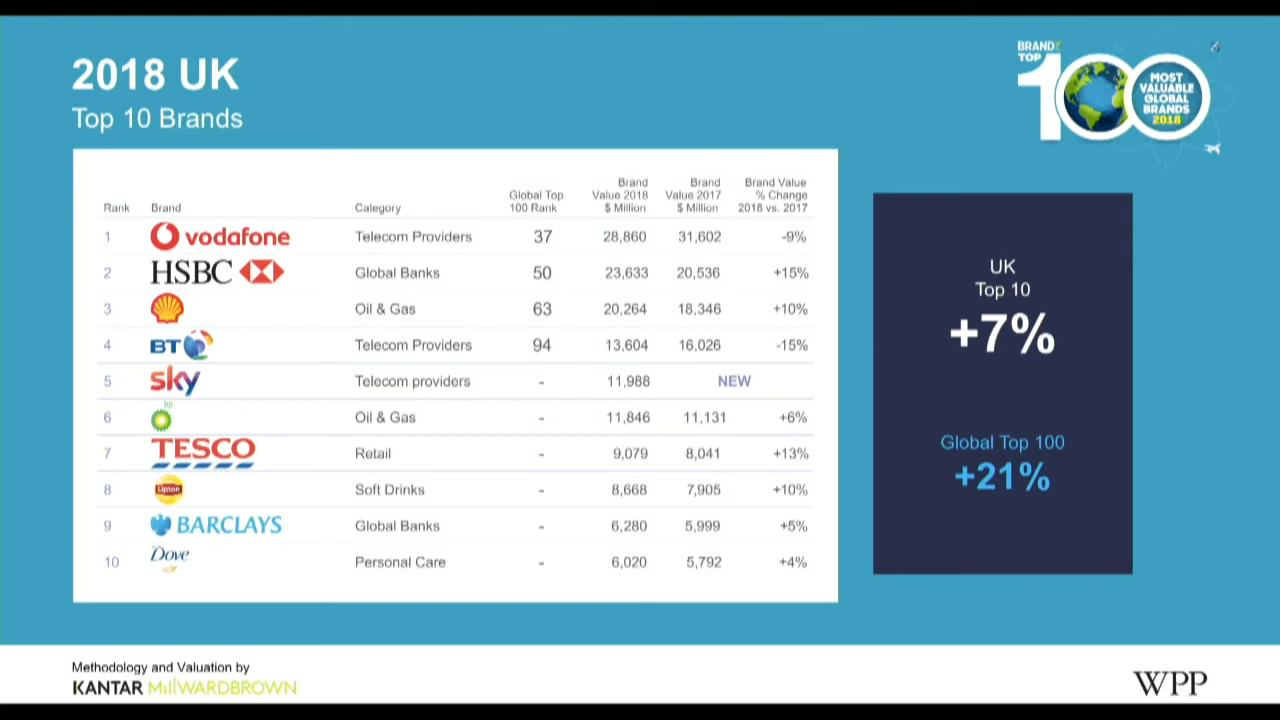 2018 UK
Top 10 Brands
BRANDZ
TOP
100
MOST
VALUABLE
GLOBAL
BRANDS
2018
Rank Brand Category Global Top 100 Rank Brand Value 2018 $ Million Brand Value 2017 $ Million Brand Value % Change 2018 vs. 2017
1 vodafone Telecom Providers 37 28,860 31,602 -9%
2 HSBC Global Banks 50 23,633 20,536 +15%
3 Oil & Gas 63 20,264 18,346 +10%
4 BT Telecom Providers 94 13,604 16,026 -15%
5 sky Telecom providers - 11,988 NEW
6 bp Oil & Gas - 11,846 11,131 +6%
7 TESCO Retail - 9,079 8,041 +13%
8 Lipton Soft Drinks - 8,668 7,905 +10%
9 BARCLAYS Global Banks - 6,280 5,999 +5%
10 Dove Personal Care - 6,020 5,792 +4%
UK
Top 10
+7%
Global Top 100
+21%
Methodology and Valuation by
KANTAR MillWARDBROWN
WPP